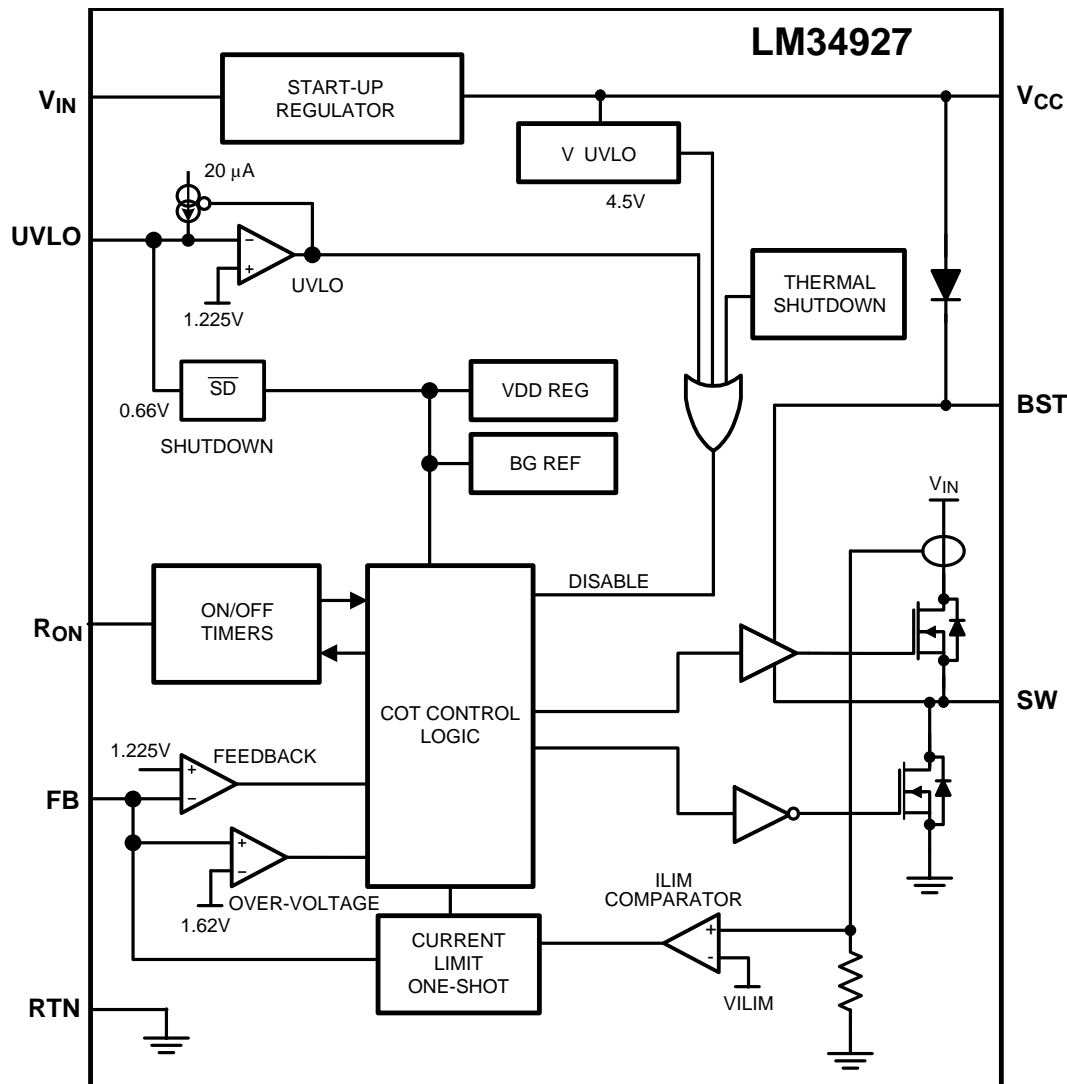 LM34927
VIN
START-UP
REGULATOR
VCC
V UVLO
4.5V
20 µA
UVLO
UVLO
1.225V
THERMAL
SHUTDOWN
SD
0.66V
SHUTDOWN
VDD REG
BG REF
BST
VIN
DISABLE
RON
ON/OFF
TIMERS
COT CONTROL
LOGIC
SW
1.225V
FEEDBACK
+
-
FB
+
-
1.62V
OVER-VOLTAGE
CURRENT
LIMIT
ONE-SHOT
ILIM
COMPARATOR
+
-
VILIM
RTN
-
+